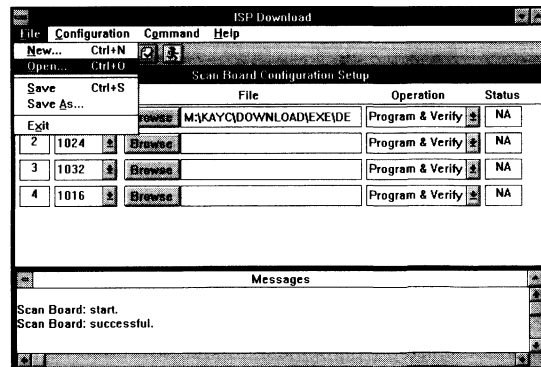 ISP Download
File Configuration Command Help
New... Ctrl+N
Open... Ctrl+O
Save Ctrl+S
Save As...
Exit
Scan Board Configuration Setup
File Operation Status
Browse M:\KAYC\DOWNLOAD\EXE\DE Program & Verify NA
2 1024 Browse Program & Verify NA
3 1032 Browse Program & Verify NA
4 1016 Browse Program & Verify NA
Messages
Scan Board: start.
Scan Board: successful.